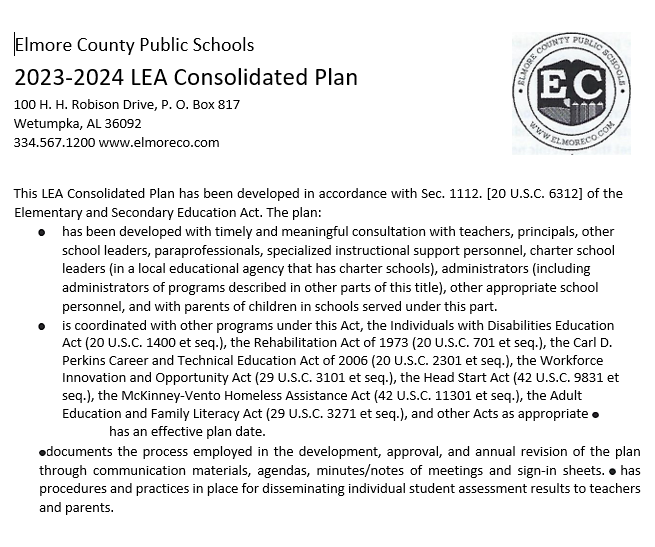 Elmore County Public Schools
2023-2024 LEA Consolidated Plan
100 H. H. Robison Drive, P. O. Box 817
Wetumpka, AL 36092
334.567.1200 www.elmoreco.com
ELMORE COUNTY PUBLIC SCHOOLS
EC
WWW.ELMORECO.COM
This LEA Consolidated Plan has been developed in accordance with Sec. 1112. [20 U.S.C. 6312] of the
Elementary and Secondary Education Act. The plan:
● has been developed with timely and meaningful consultation with teachers, principals, other
school leaders, paraprofessionals, specialized instructional support personnel, charter school
leaders (in a local educational agency that has charter schools), administrators (including
administrators of programs described in other parts of this title), other appropriate school
personnel, and with parents of children in schools served under this part.
● is coordinated with other programs under this Act, the Individuals with Disabilities Education
Act (20 U.S.C. 1400 et seq.), the Rehabilitation Act of 1973 (20 U.S.C. 701 et seq.), the Carl D.
Perkins Career and Technical Education Act of 2006 (20 U.S.C. 2301 et seq.), the Workforce
Innovation and Opportunity Act (29 U.S.C. 3101 et seq.), the Head Start Act (42 U.S.C. 9831 et
seq.), the McKinney-Vento Homeless Assistance Act (42 U.S.C. 11301 et seq.), the Adult
Education and Family Literacy Act (29 U.S.C. 3271 et seq.), and other Acts as appropriate ●
has an effective plan date.
●documents the process employed in the development, approval, and annual revision of the plan
through communication materials, agendas, minutes/notes of meetings and sign-in sheets. ● has
procedures and practices in place for disseminating individual student assessment results to teachers
and parents.